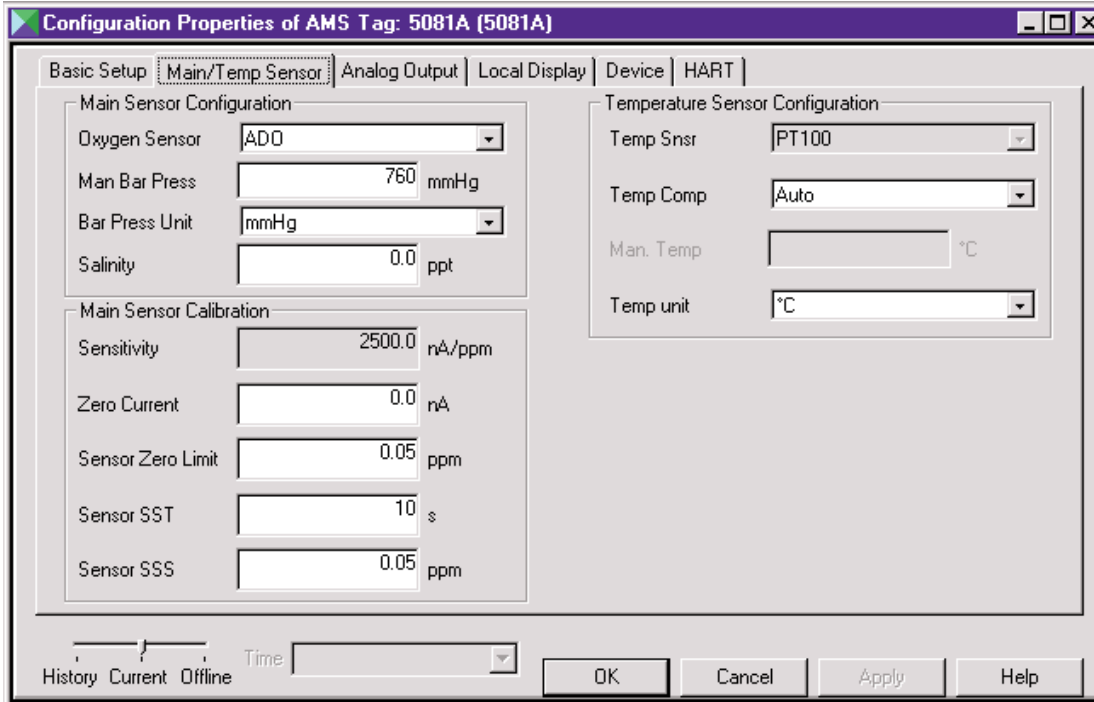 Configuration Properties of AMS Tag: 5081A (5081A)
Basic Setup Main/Temp Sensor Analog Output Local Display Device HART
Main Sensor Configuration
Oxygen Sensor ADO
Man Bar Press 760 mmHg
Bar Press Unit mmHg
Salinity 0.0 ppt
Main Sensor Calibration
Sensitivity 2500.0 nA/ppm
Zero Current 0.0 nA
Sensor Zero Limit 0.05 ppm
Sensor SST 10 s
Sensor SSS 0.05 ppm
Temperature Sensor Configuration
Temp Snsr PT100
Temp Comp Auto
Man. Temp °C
Temp unit °C
History Current Offline
Time
OK Cancel Apply Help